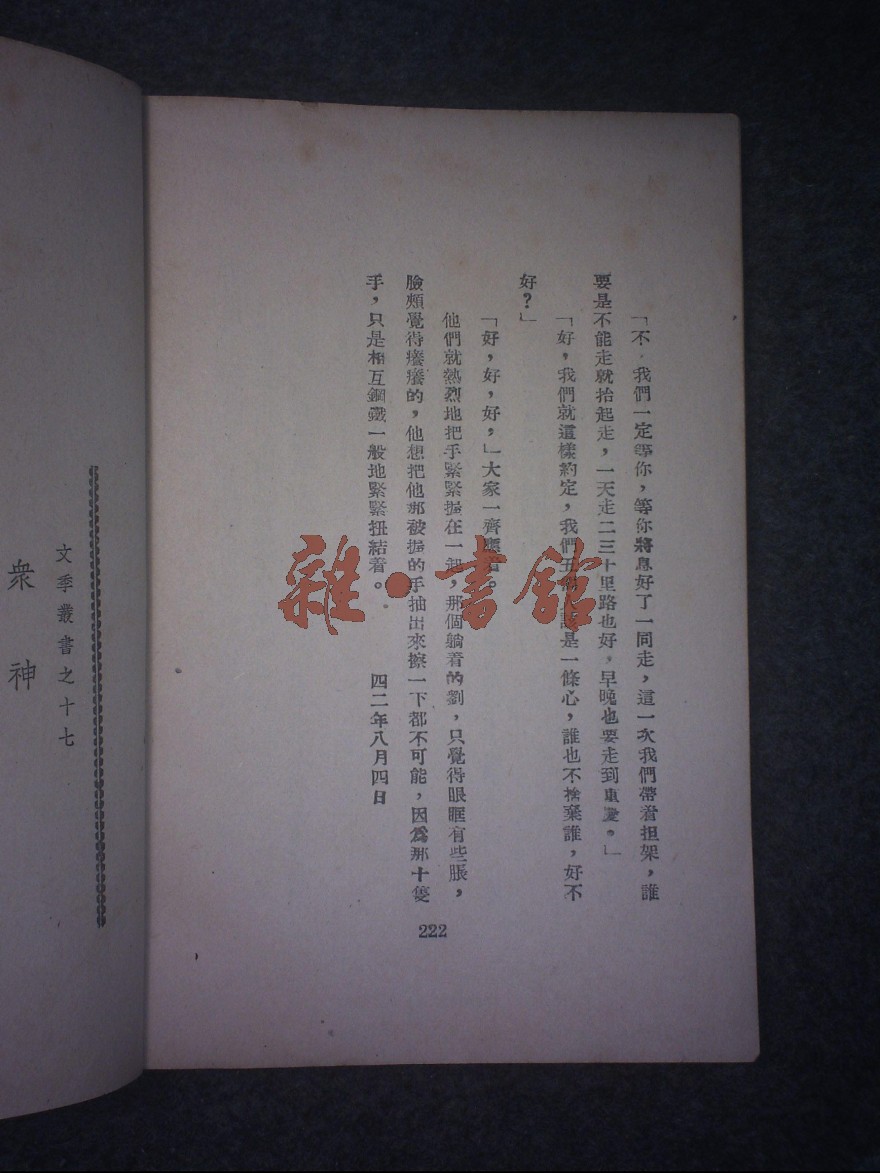 「不，我們一定等你，等你將息好了一同走，這一次我們帶着担架，誰
要是不能走就抬起走，一天走二三十里路也好，早晚也要走到重慶。」
「好，我們就這樣約定，我們五是一條心，誰也不捨棄誰，好不
好？」
「好，好，好，」大家一齊應着。
他們就熱烈地把手緊緊握在一起，那個躺着的劉，只覺得眼眶有些脹，
臉頰覺得癢癢的，他想把他那被握的手抽出來擦一下都不可能，因爲那十隻
手，只是相互鋼鐵一般地緊緊扭結着。
四二年八月四日
222
雜·書館
文季叢書之十七
衆神